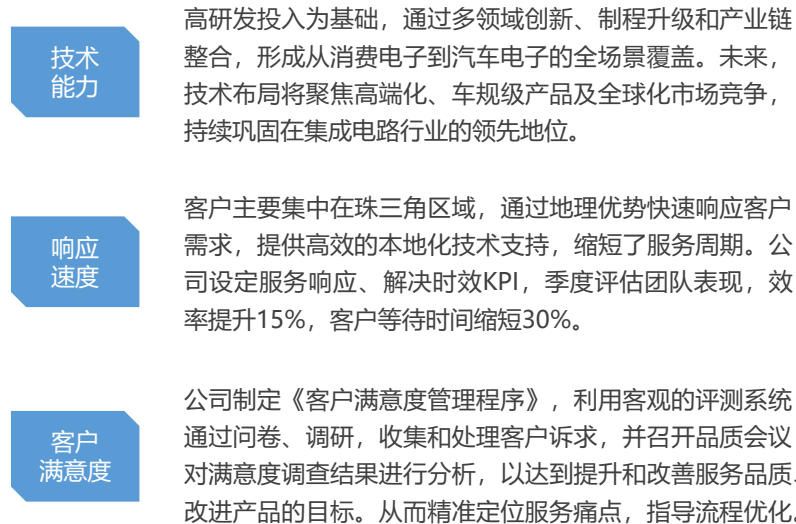 技术
能力
高研发投入为基础，通过多领域创新、制程升级和产业链
整合，形成从消费电子到汽车电子的全场景覆盖。未来，
技术布局将聚焦高端化、车规级产品及全球化市场竞争，
持续巩固在集成电路行业的领先地位。
响应
速度
客户主要集中在珠三角区域，通过地理优势快速响应客户
需求，提供高效的本地化技术支持，缩短了服务周期。公
司设定服务响应、解决时效KPI，季度评估团队表现，效
率提升15%，客户等待时间缩短30%。
客户
满意度
公司制定《客户满意度管理程序》，利用客观的评测系统
通过问卷、调研，收集和处理客户诉求，并召开品质会议
对满意度调查结果进行分析，以达到提升和改善服务品质、
改进产品的目标。从而精准定位服务痛点，指导流程优化。